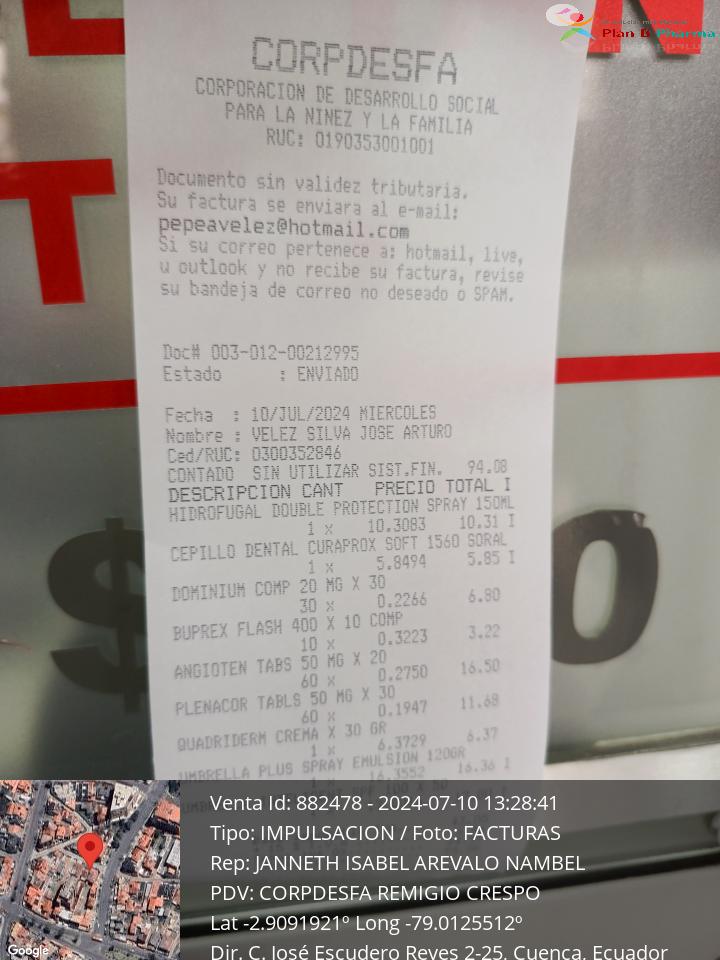 Plan B Pharma
CORPDESFA
CORPORACION DE DESARROLLO SOCIAL
PARA LA NINEZ Y LA FAMILIA
RUC: 0190353001001
Documento sin validez tributaria.
Su factura se enviara al e-mail:
pepeavelez@hotmail.com
Si su correo pertenece a: hotmail, live,
u outlook y no recibe su factura, revise
su bandeja de correo no deseado o SPAM.
Doc# 003-012-00212995
Estado : ENVIADO
Fecha : 10/JUL/2024 MIERCOLES
Nombre : VELEZ SILVA JOSE ARTURO
Ced/RUC: 0300352846
CONTADO SIN UTILIZAR SIST.FIN. 94.08
DESCRIPCION CANT PRECIO TOTAL I
HIDROFUGAL DOUBLE PROTECTION SPRAY 150ML
1 x 10.3083 10.31 I
CEPILLO DENTAL CURAPROX SOFT 1560 SORAL
1 x 5.8494 5.85 I
DOMINIUM COMP 20 MG X 30
30 x 0.2266 6.80
BUPREX FLASH 400 X 10 COMP
10 x 0.3223 3.22
ANGIOTEN TABS 50 MG X 20
60 x 0.2750 16.50
PLENACOR TABLS 50 MG X 30
60 x 0.1947 11.68
QUADRIDERM CREMA X 30 GR
1 x 6.3729 6.37
UMBRELLA PLUS SPRAY EMULSION 120GR
1 x 16.3552 16.36 I
$ 0
Venta Id: 882478 - 2024-07-10 13:28:41
Tipo: IMPULSACION / Foto: FACTURAS
Rep: JANNETH ISABEL AREVALO NAMBEL
PDV: CORPDESFA REMIGIO CRESPO
Lat -2.9091921º Long -79.0125512º
Dir. C. José Escudero Reyes 2-25, Cuenca, Ecuador
Google